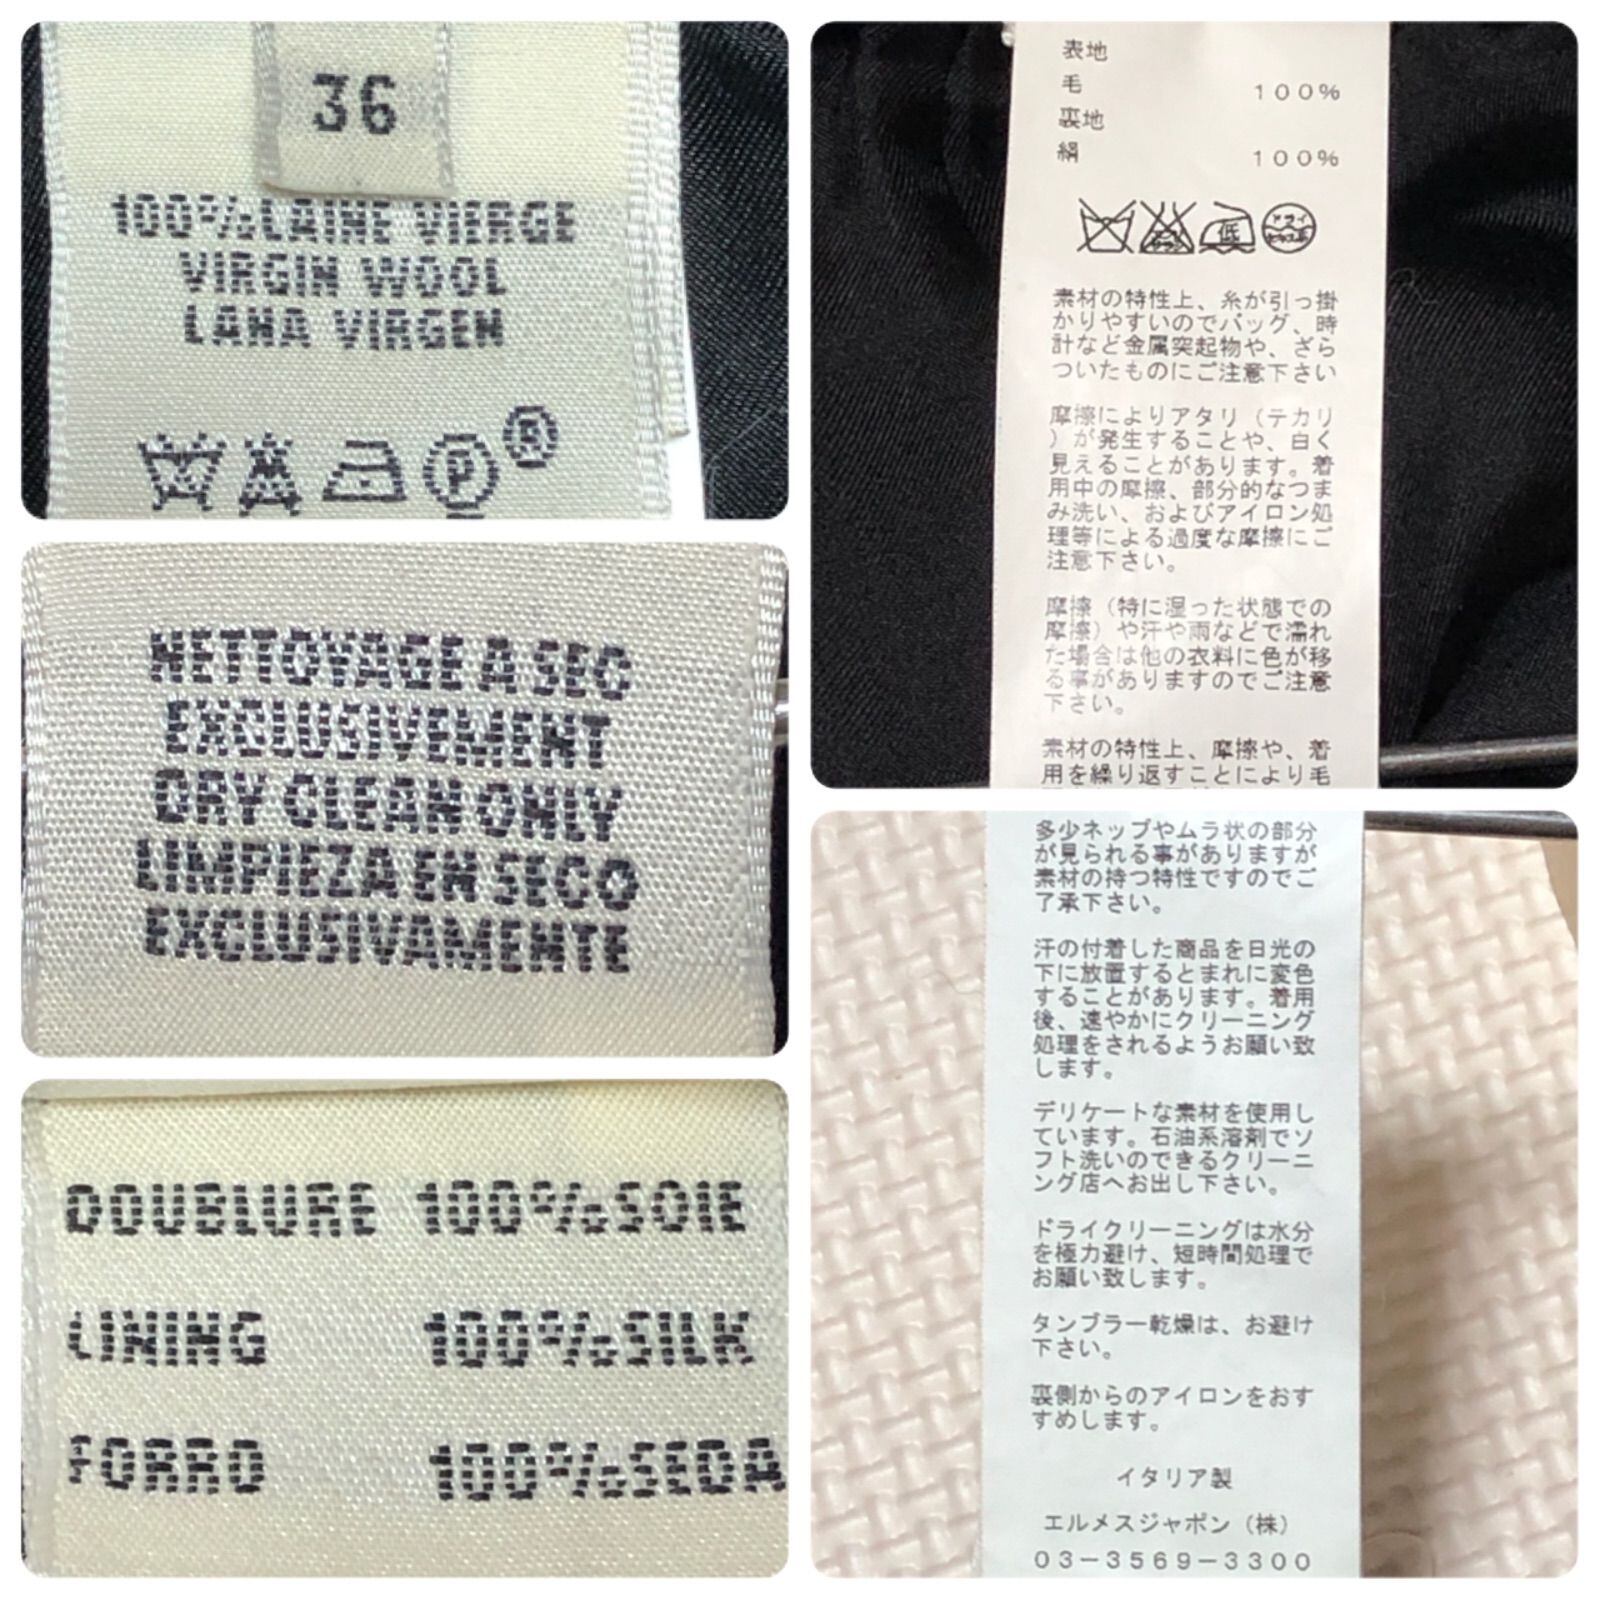 36
100%LAINE VIERGE
VIRGIN WOOL
LANA VIRGEN
P ®
NETTOYAGE A SEC
EXCLUSIVEMENT
DRY CLEAN ONLY
LIMPIEZA EN SECO
EXCLUSIVAMENTE
DOUBLURE 100%SOIE
LINING 100%SILK
FORRO 100%SEDA
表地
毛 100%
裏地
絹 100%
低
素材の特性上、糸が引っ掛
かりやすいのでバッグ、時
計など金属突起物や、ざら
ついたものにご注意下さい
摩擦によりアタリ（テカリ
）が発生することや、白く
見えることがあります。着
用中の摩擦、部分的なつま
み洗い、およびアイロン処
理等による過度な摩擦にご
注意下さい。
摩擦（特に湿った状態での
摩擦）や汗や雨などで濡れ
た場合は他の衣料に色が移
る事がありますのでご注意
下さい。
素材の特性上、摩擦や、着
用を繰り返すことにより毛
多少ネップやムラ状の部分
が見られる事がありますが
素材の持つ特性ですのでご
了承下さい。
汗の付着した商品を日光の
下に放置するとまれに変色
することがあります。着用
後、速やかにクリーニング
処理をされるようお願い致
します。
デリケートな素材を使用し
ています。石油系溶剤でソ
フト洗いのできるクリーニ
ング店へお出し下さい。
ドライクリーニングは水分
を極力避け、短時間処理で
お願い致します。
タンブラー乾燥は、お避け
下さい。
裏側からのアイロンをおす
すめします。
イタリア製
エルメスジャポン（株）
03－3569－3300